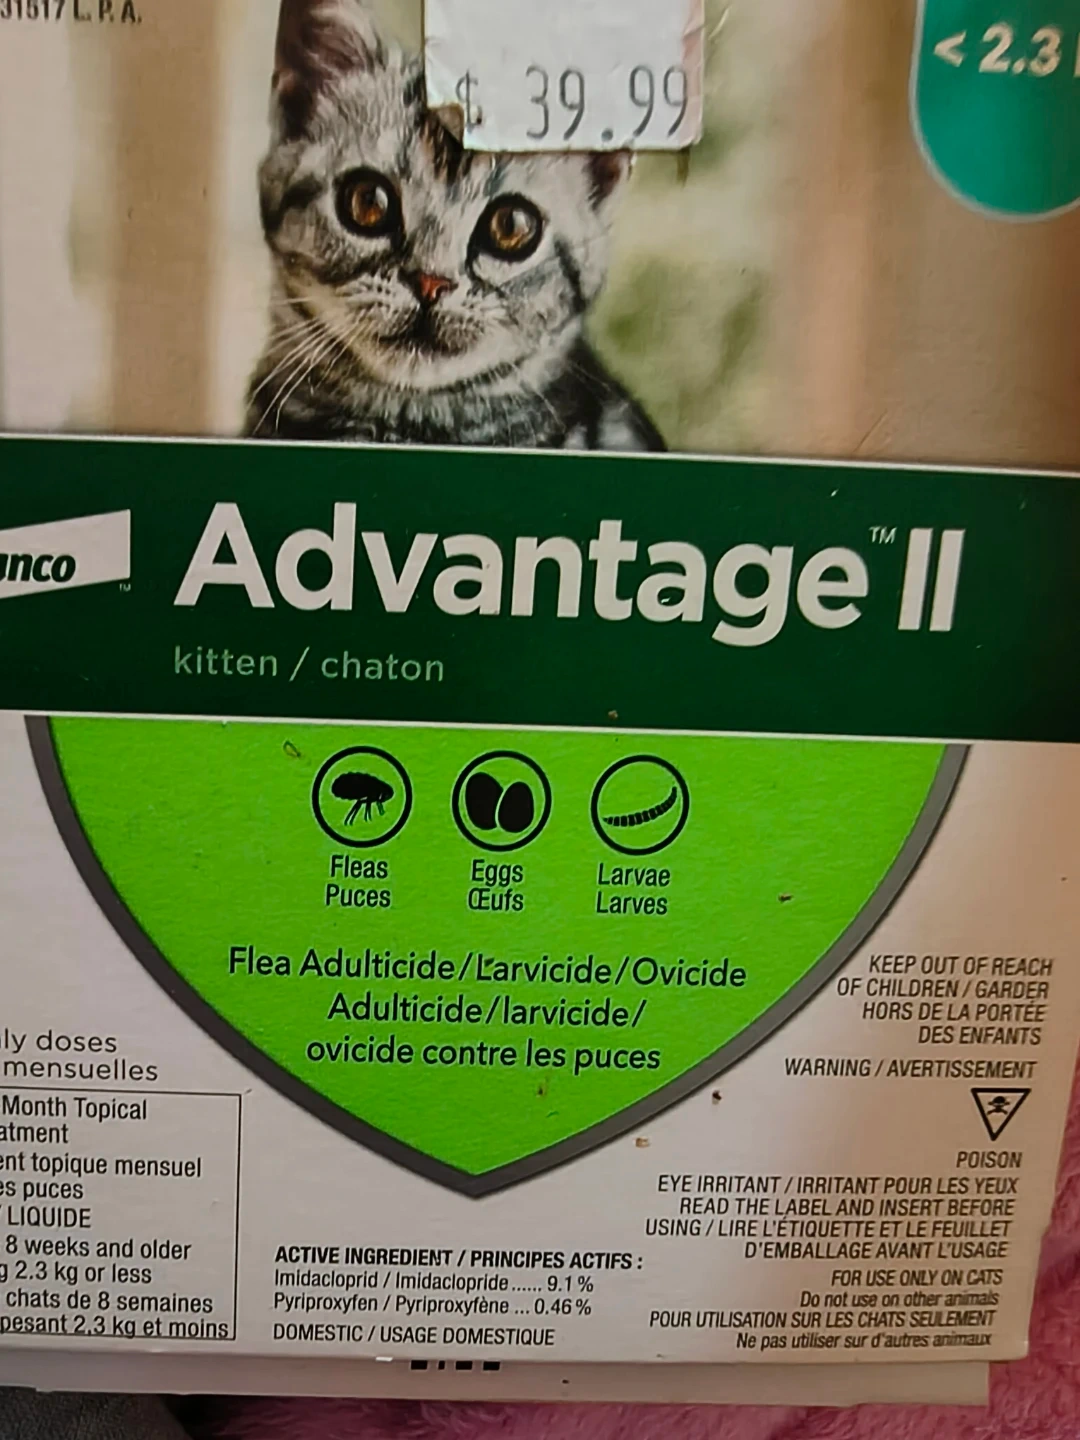 31517 L. P. A.
$ 39.99
< 2.3
Advantage™ II
kitten / chaton
Fleas
Puces
Eggs
Œufs
Larvae
Larves
Flea Adulticide/Larvicide/Ovicide
Adulticide/larvicide/
ovicide contre les puces
KEEP OUT OF REACH
OF CHILDREN / GARDER
HORS DE LA PORTÉE
DES ENFANTS
WARNING / AVERTISSEMENT
POISON
EYE IRRITANT / IRRITANT POUR LES YEUX
READ THE LABEL AND INSERT BEFORE
USING / LIRE L'ÉTIQUETTE ET LE FEUILLET
D'EMBALLAGE AVANT L'USAGE
FOR USE ONLY ON CATS
Do not use on other animals
POUR UTILISATION SUR LES CHATS SEULEMENT
Ne pas utiliser sur d'autres animaux
doses
mensuelles
Month Topical
topique mensuel
puces
LIQUIDE
8 weeks and older
2.3 kg or less
chats de 8 semaines
pesant 2,3 kg et moins
ACTIVE INGREDIENT / PRINCIPES ACTIFS :
Imidacloprid / Imidaclopride ...... 9.1 %
Pyriproxyfen / Pyriproxyfène ... 0.46 %
DOMESTIC / USAGE DOMESTIQUE